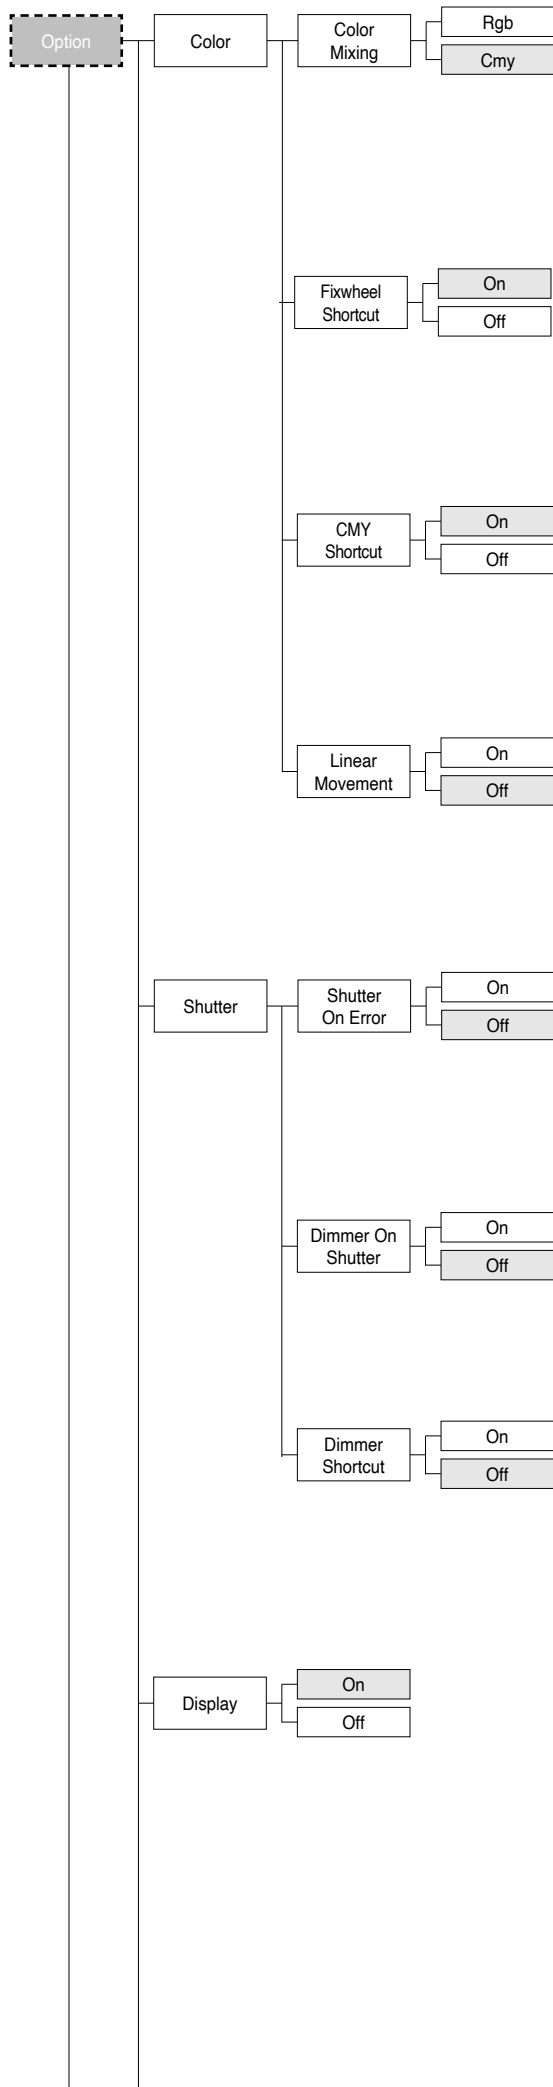 Option
Color
Color
Mixing
Rgb
Cmy
Fixwheel
Shortcut
On
Off
CMY
Shortcut
On
Off
Linear
Movement
On
Off
Shutter
Shutter
On Error
On
Off
Dimmer On
Shutter
On
Off
Dimmer
Shortcut
On
Off
Display
On
Off